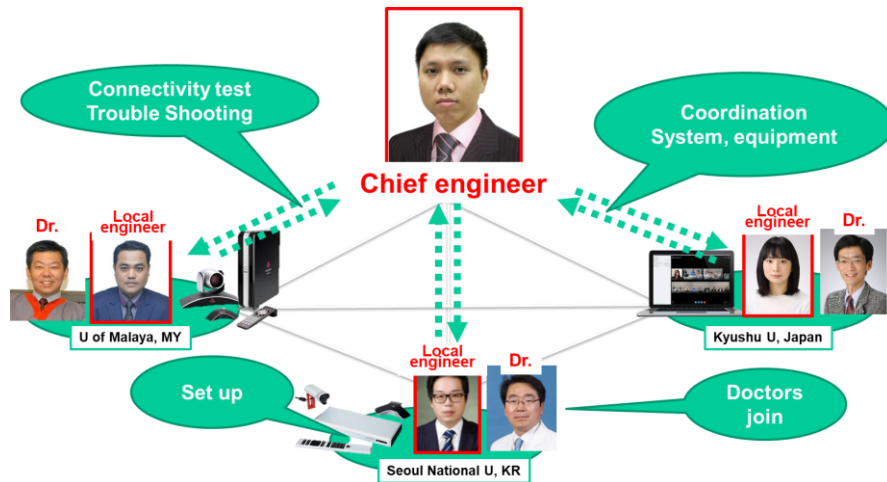 Connectivity test
Trouble Shooting
Coordination
System, equipment
Chief engineer
Dr.
Local
engineer
Local
engineer
Dr.
U of Malaya, MY
Kyushu U, Japan
Local
engineer
Dr.
Set up
Doctors
join
Seoul National U, KR